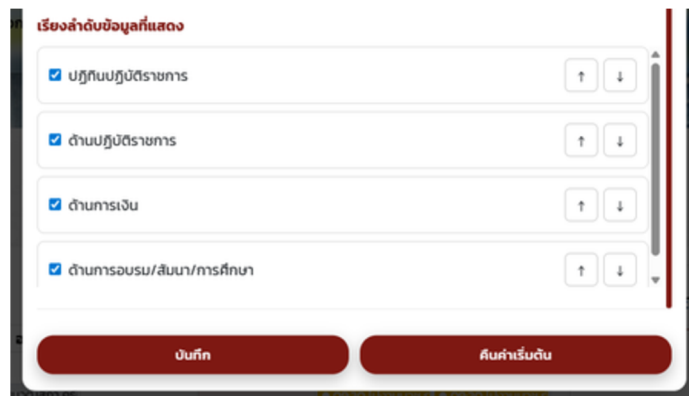 เรียงลำดับข้อมูลที่แสดง
ปฏิทินปฏิบัติราชการ
↑ ↓
ด้านปฏิบัติราชการ
↑ ↓
ด้านการเงิน
↑ ↓
ด้านการอบรม/สัมนา/การศึกษา
↑ ↓
บันทึก
คืนค่าเริ่มต้น